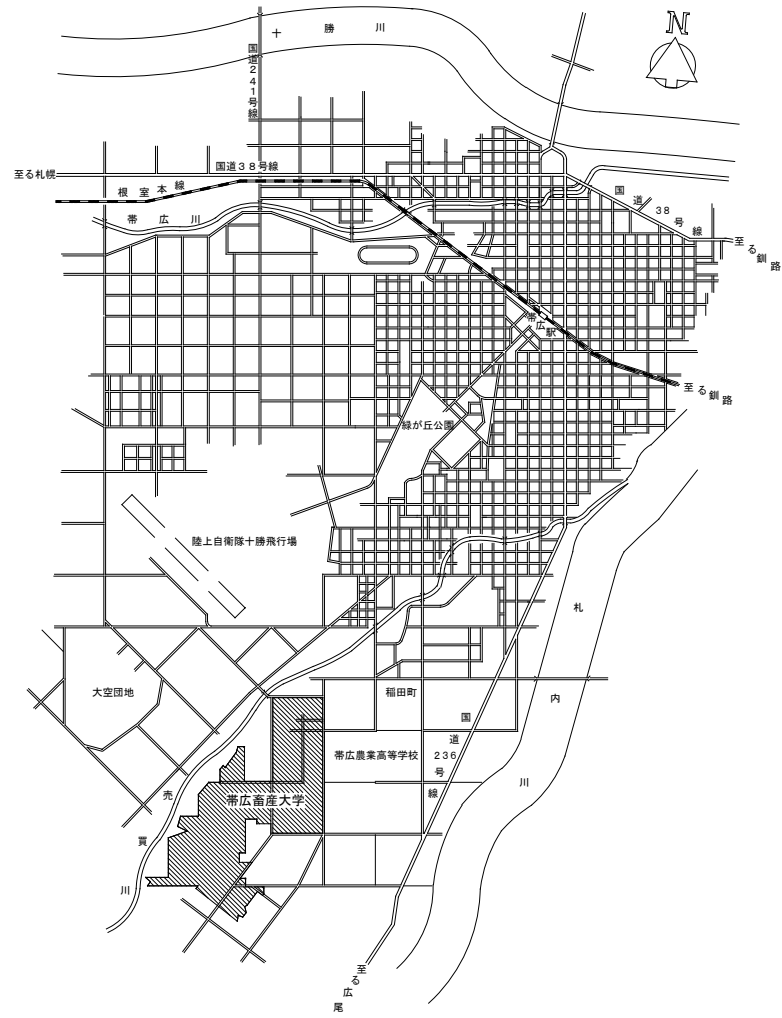 N
十勝川
国道241号線
国道38号線
至る札幌
根室本線
帯広川
国道38号線
至る釧路
帯広駅
至る釧路
緑が丘公園
陸上自衛隊十勝飛行場
札内川
大空団地
稲田町
国道236号線
帯広農業高等学校
帯広畜産大学
売買川
至る広尾